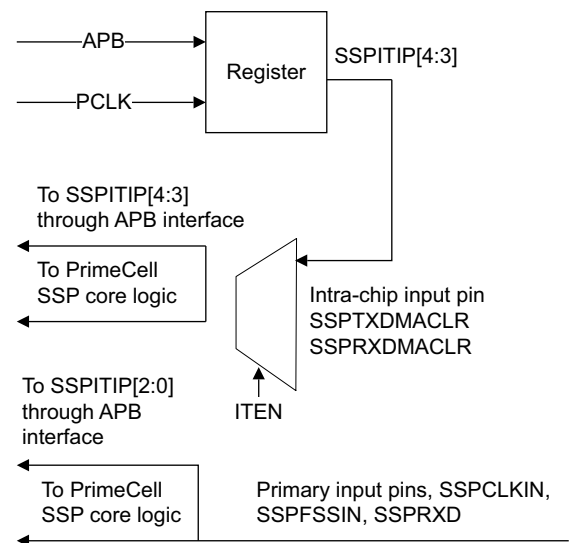 APB
PCLK
Register
SSPITIP[4:3]
To SSPITIP[4:3]
through APB interface
To PrimeCell
SSP core logic
Intra-chip input pin
SSPTXDMACLR
SSPRXDMACLR
ITEN
To SSPITIP[2:0]
through APB
interface
To PrimeCell
SSP core logic
Primary input pins, SSPCLKIN,
SSPFSSIN, SSPRXD